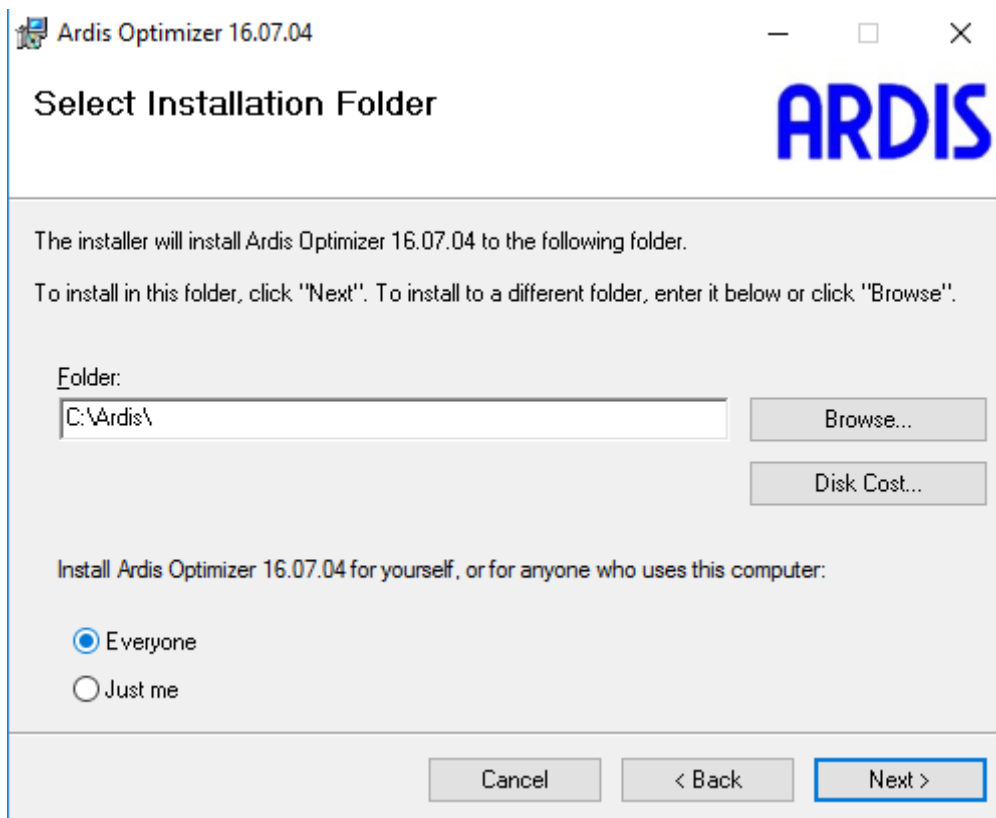 Ardis Optimizer 16.07.04
Select Installation Folder
ARDIS
The installer will install Ardis Optimizer 16.07.04 to the following folder.
To install in this folder, click "Next". To install to a different folder, enter it below or click "Browse".
Folder:
C:\Ardis\
Browse...
Disk Cost...
Install Ardis Optimizer 16.07.04 for yourself, or for anyone who uses this computer:
Everyone
Just me
Cancel
< Back
Next >